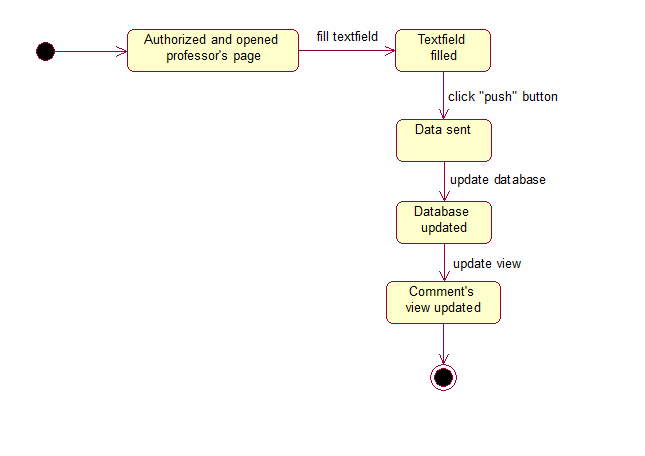 Authorized and opened
professor's page
fill textfield
Textfield
filled
click "push" button
Data sent
update database
Database
updated
update view
Comment's
view updated